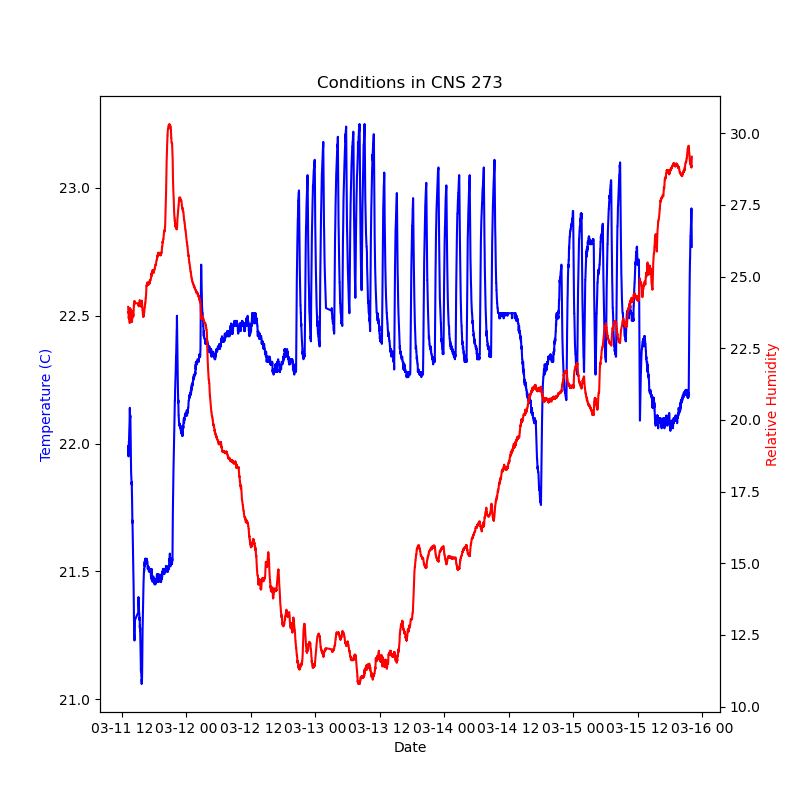 Conditions in CNS 273
23.0
22.5
22.0
21.5
21.0
Temperature (C)
30.0
27.5
25.0
22.5
20.0
17.5
15.0
12.5
10.0
Relative Humidity
03-11 12 03-12 00 03-12 12 03-13 00 03-13 12 03-14 00 03-14 12 03-15 00 03-15 12 03-16 00
Date